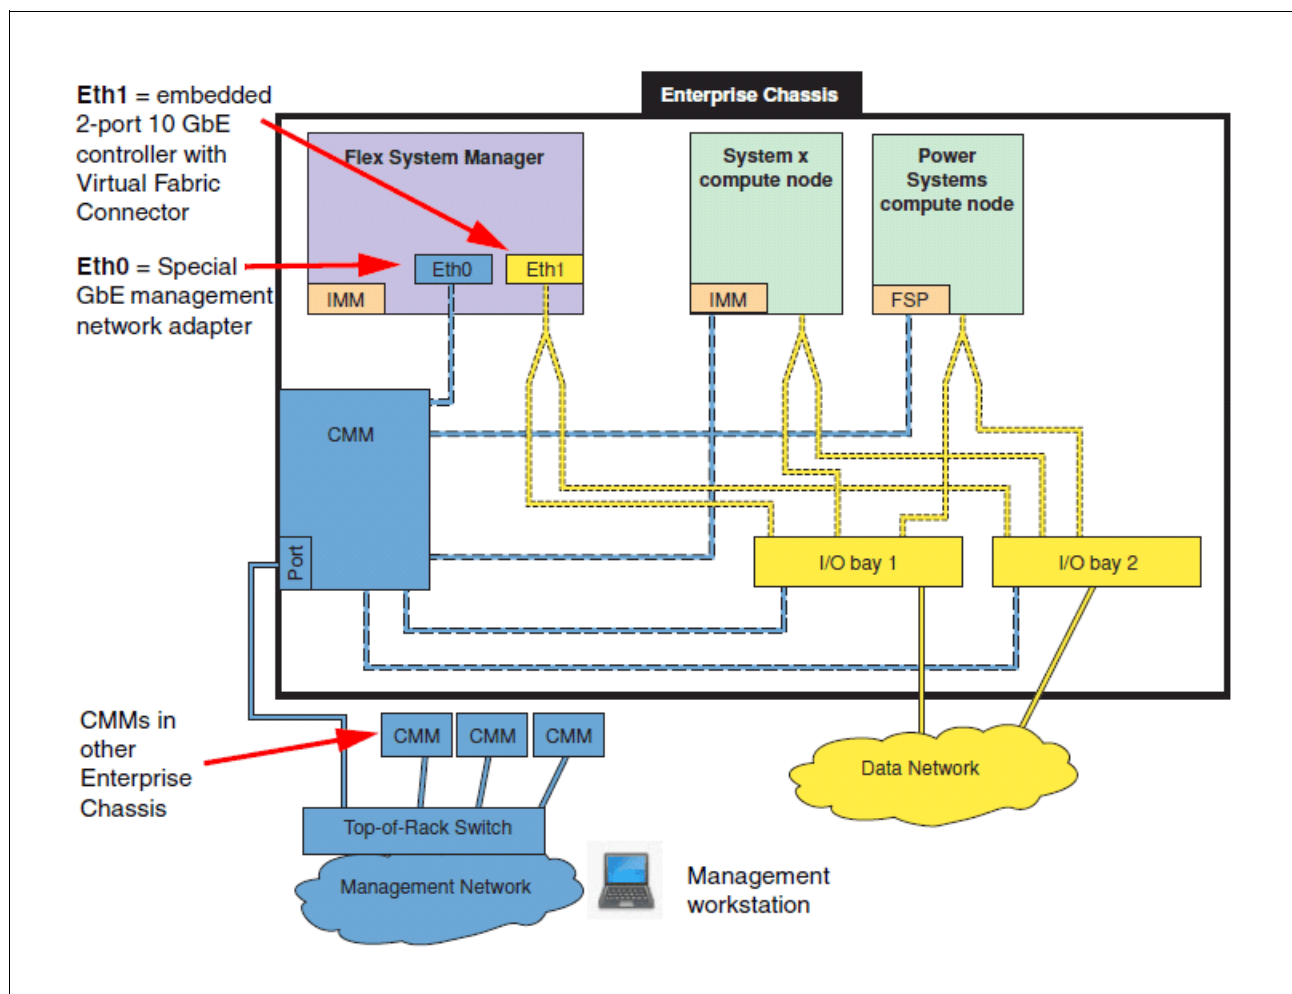 Enterprise Chassis
Eth1 = embedded
2-port 10 GbE
controller with
Virtual Fabric
Connector
Eth0 = Special
GbE management
network adapter
Flex System Manager
Eth0
Eth1
IMM
System x
compute node
IMM
Power
Systems
compute node
FSP
CMM
Port
I/O bay 1
I/O bay 2
CMMs in
other
Enterprise
Chassis
CMM
CMM
CMM
Top-of-Rack Switch
Management Network
Management
workstation
Data Network